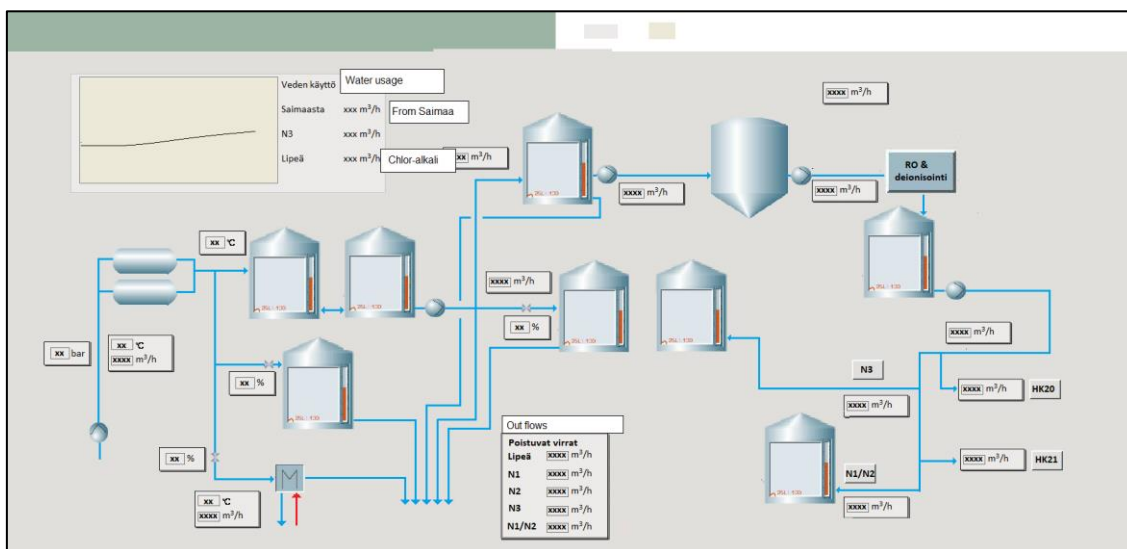 Veden käyttö Water usage
Saimaasta xxx m³/h From Saimaa
N3 xxx m³/h
Lipeä xxx m³/h Chlor-alkali
xx m³/h
xxxx m³/h
xxxx m³/h
xxxx m³/h
RO &
deionisointi
xx °C
xxxx m³/h
xx %
xx bar
xx °C
xxxx m³/h
xx %
xxxx m³/h
N3
xxxx m³/h
xxxx m³/h HK20
xx %
xx °C
xxxx m³/h
Out flows
Poistuvat virrat
Lipeä xxxx m³/h
N1 xxxx m³/h
N2 xxxx m³/h
N3 xxxx m³/h
N1/N2 xxxx m³/h
N1/N2
xxxx m³/h
xxxx m³/h HK21
M